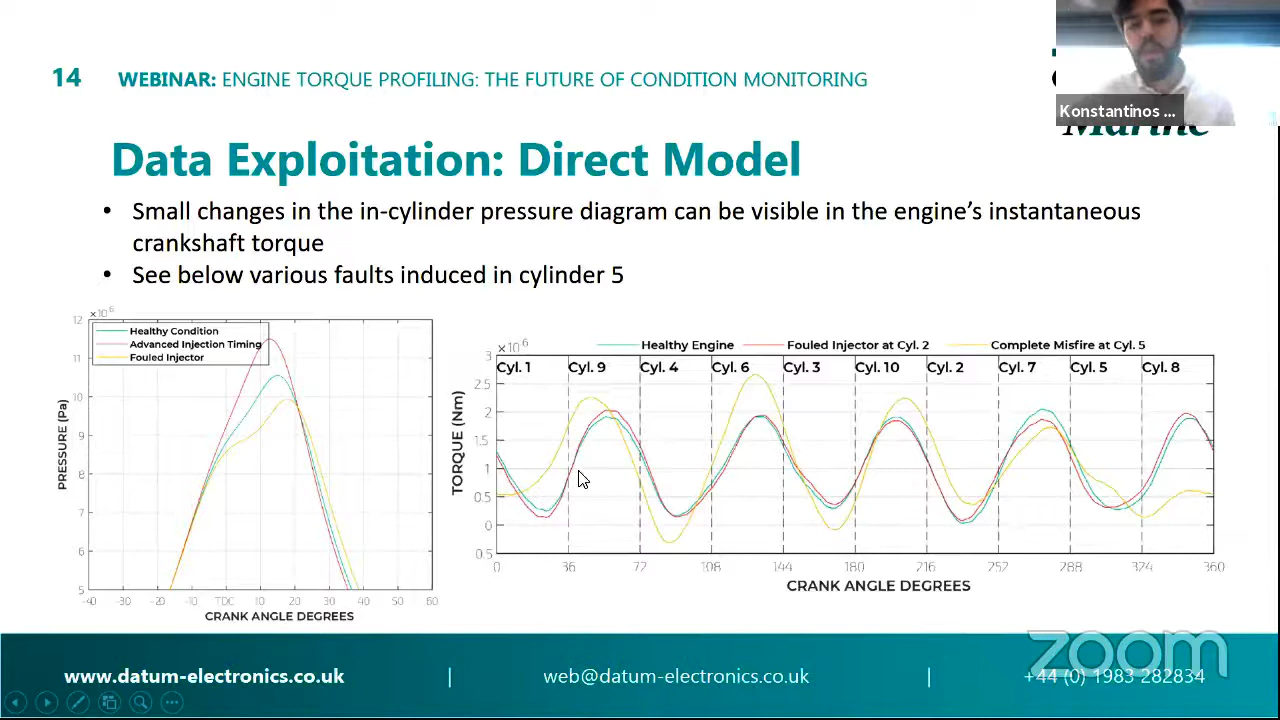 14 WEBINAR: ENGINE TORQUE PROFILING: THE FUTURE OF CONDITION MONITORING
Konstantinos ...
Marine
Data Exploitation: Direct Model
• Small changes in the in-cylinder pressure diagram can be visible in the engine's instantaneous
crankshaft torque
• See below various faults induced in cylinder 5
×10 6
12
11
10
9
8
7
6
5
PRESSURE (Pa)
Healthy Condition
Advanced Injection Timing
Fouled Injector
-40 -30 -20 -10 TDC 10 20 30 40 50 60
CRANK ANGLE DEGREES
×10 6
Healthy Engine Fouled Injector at Cyl. 2 Complete Misfire at Cyl. 5
Cyl. 1 Cyl. 9 Cyl. 4 Cyl. 6 Cyl. 3 Cyl. 10 Cyl. 2 Cyl. 7 Cyl. 5 Cyl. 8
3
2.5
2
1.5
1
0.5
0
0.5
TORQUE (Nm)
0 36 72 108 144 180 216 257 288 324 360
CRANK ANGLE DEGREES
zoom
www.datum-electronics.co.uk | web@datum-electronics.co.uk | +44 (0) 1983 282834